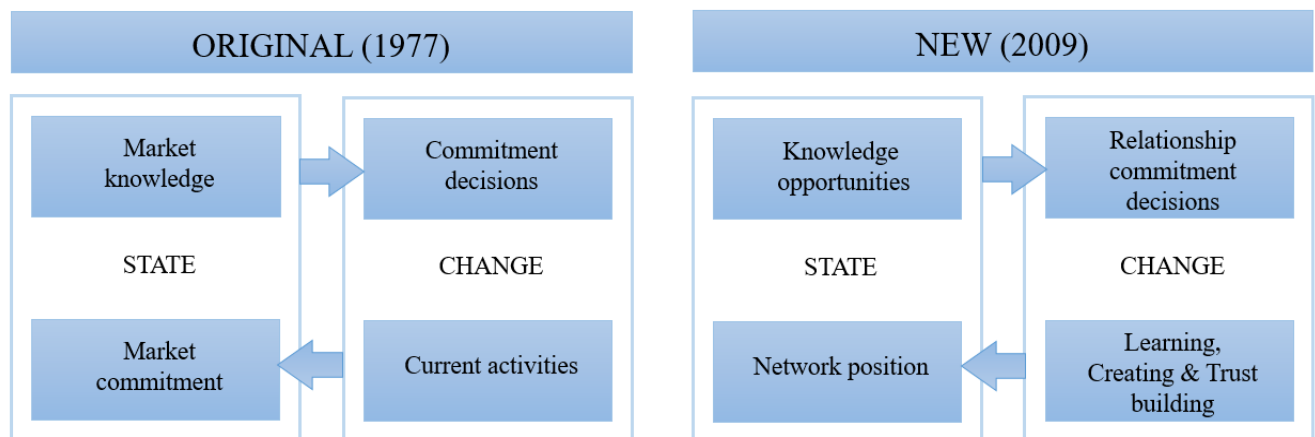 ORIGINAL (1977)
Market
knowledge
Commitment
decisions
STATE
CHANGE
Market
commitment
Current activities
NEW (2009)
Knowledge
opportunities
Relationship
commitment
decisions
STATE
CHANGE
Network position
Learning,
Creating & Trust
building